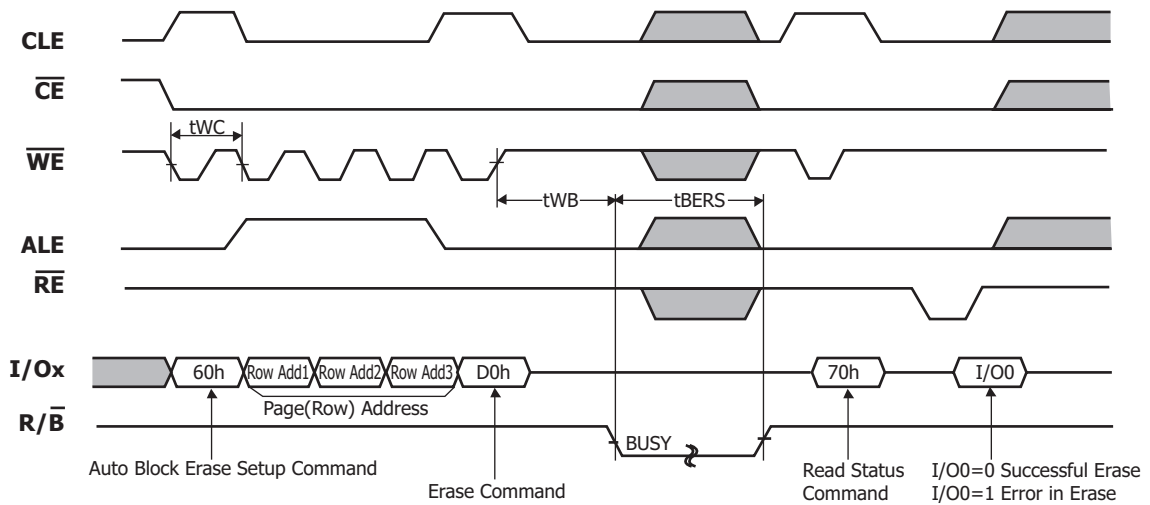 CLE
CE
tWC
WE
tWB
tBERS
ALE
RE
I/Ox
60h
Row Add1
Row Add2
Row Add3
D0h
70h
I/O0
Page(Row) Address
R/B
BUSY
Auto Block Erase Setup Command
Erase Command
Read Status
Command
I/O0=0 Successful Erase
I/O0=1 Error in Erase